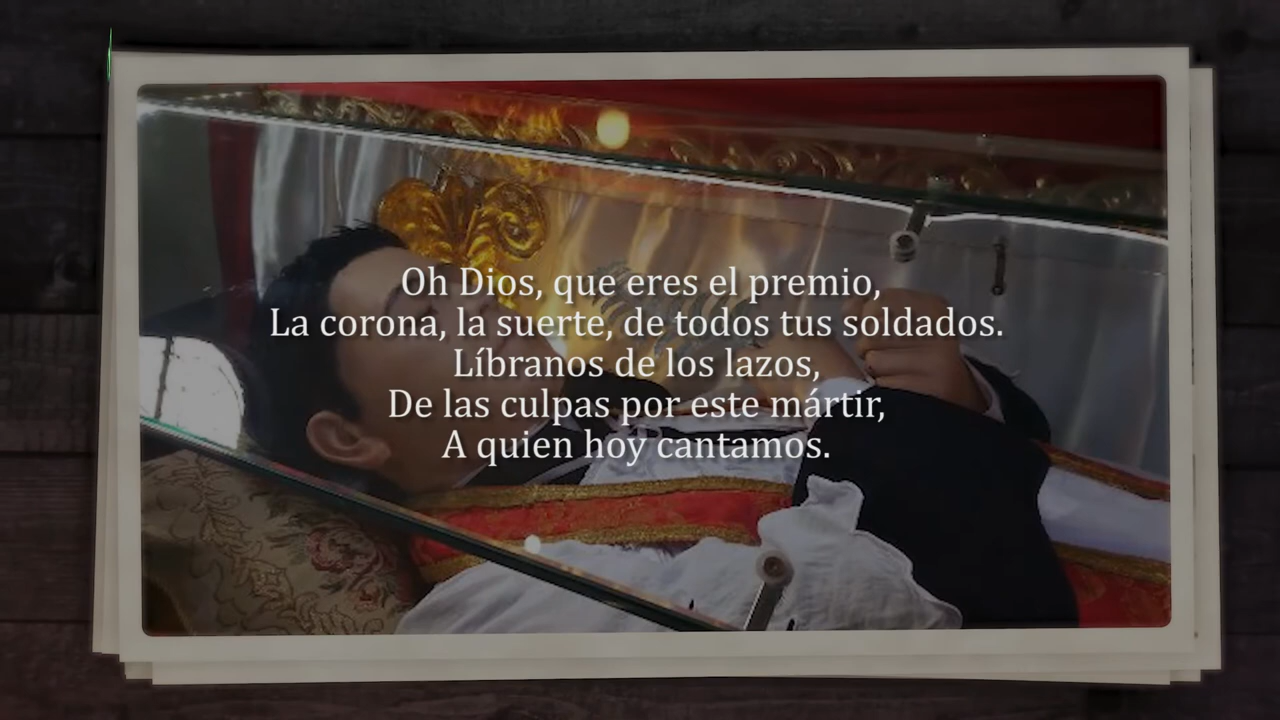 Oh Dios, que eres el premio,
La corona, la suerte, de todos tus soldados.
Líbranos de los lazos,
De las culpas por este mártir,
A quien hoy cantamos.